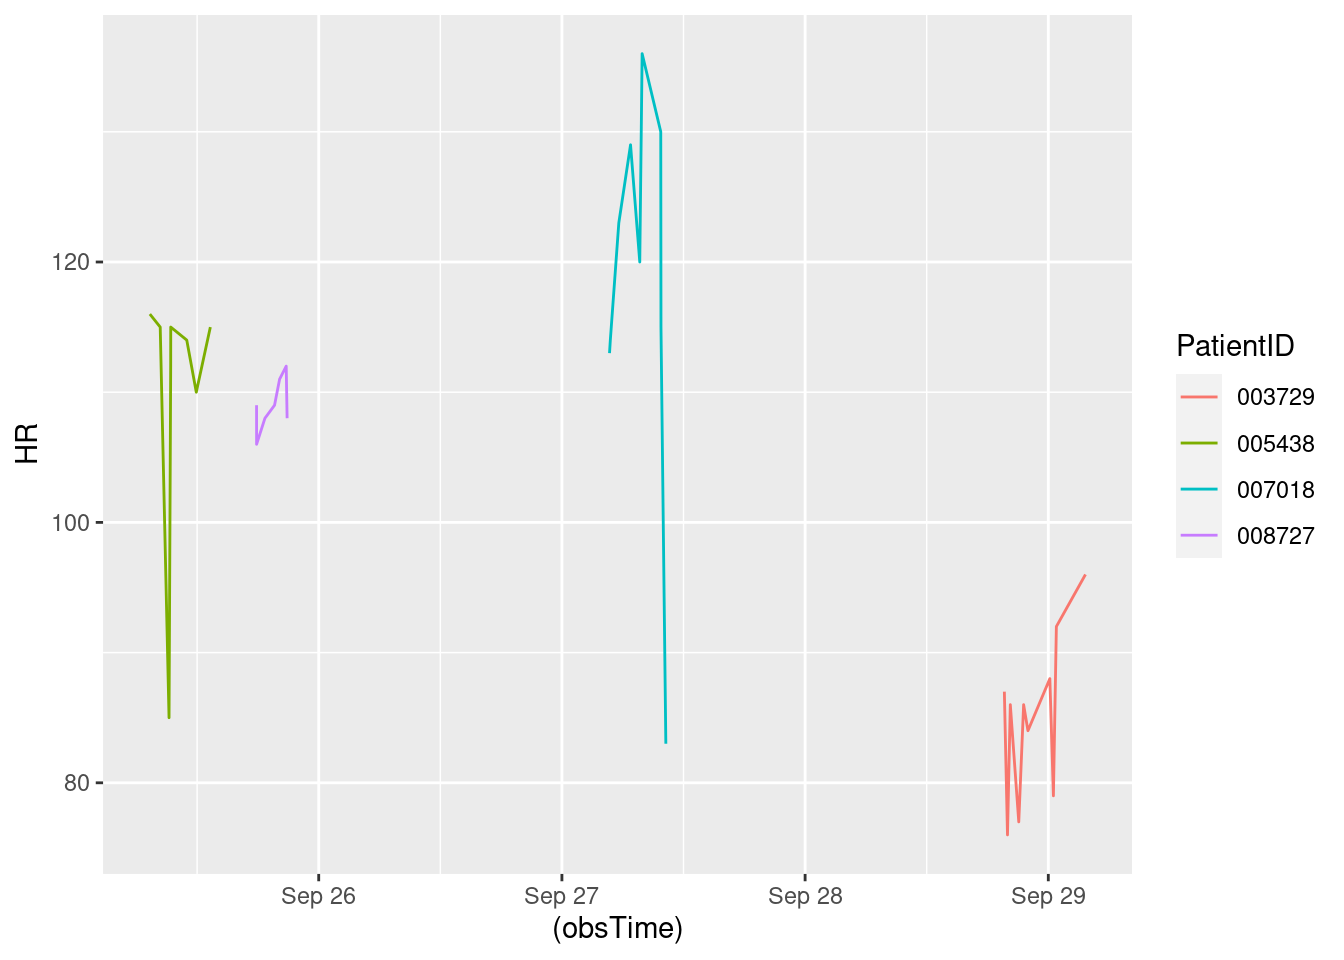 HR
120
100
80
Sep 26
Sep 27
Sep 28
Sep 29
(obsTime)
PatientID
003729
005438
007018
008727